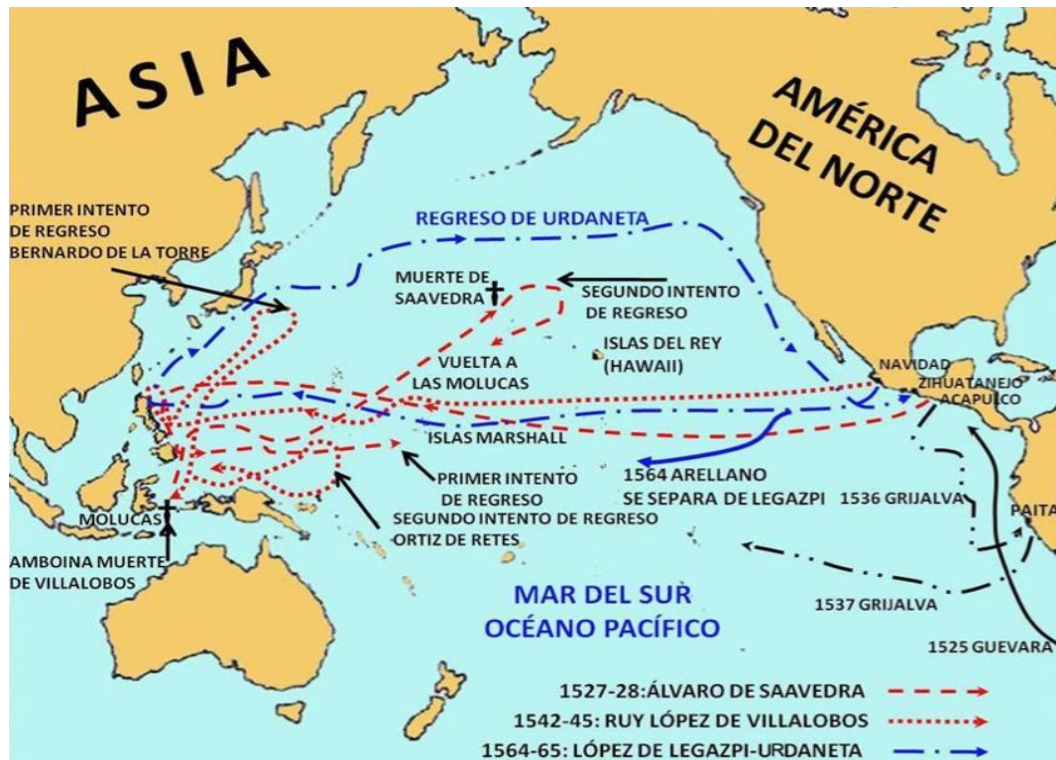 ASIA
AMÉRICA
DEL NORTE
PRIMER INTENTO
DE REGRESO
BERNARDO DE LA TORRE
REGRESO DE URDANETA
MUERTE DE
SAAVEDRA
SEGUNDO INTENTO
DE REGRESO
ISLAS DEL REY
(HAWAII)
VUELTA A
LAS MOLUCAS
NAVIDAD
ZIHUATANEJO
ACAPULCO
ISLAS MARSHALL
PRIMER INTENTO
DE REGRESO
1564 ARELLANO
SE SEPARA DE LEGAZPI
1536 GRIJALVA
PAITA
MOLUCAS
SEGUNDO INTENTO DE REGRESO
ORTIZ DE RETES
AMBOINA MUERTE
DE VILLALOBOS
MAR DEL SUR
OCÉANO PACÍFICO
1537 GRIJALVA
1525 GUEVARA
1527-28:ÁLVARO DE SAAVEDRA
1542-45: RUY LÓPEZ DE VILLALOBOS
1564-65: LÓPEZ DE LEGAZPI-URDANETA